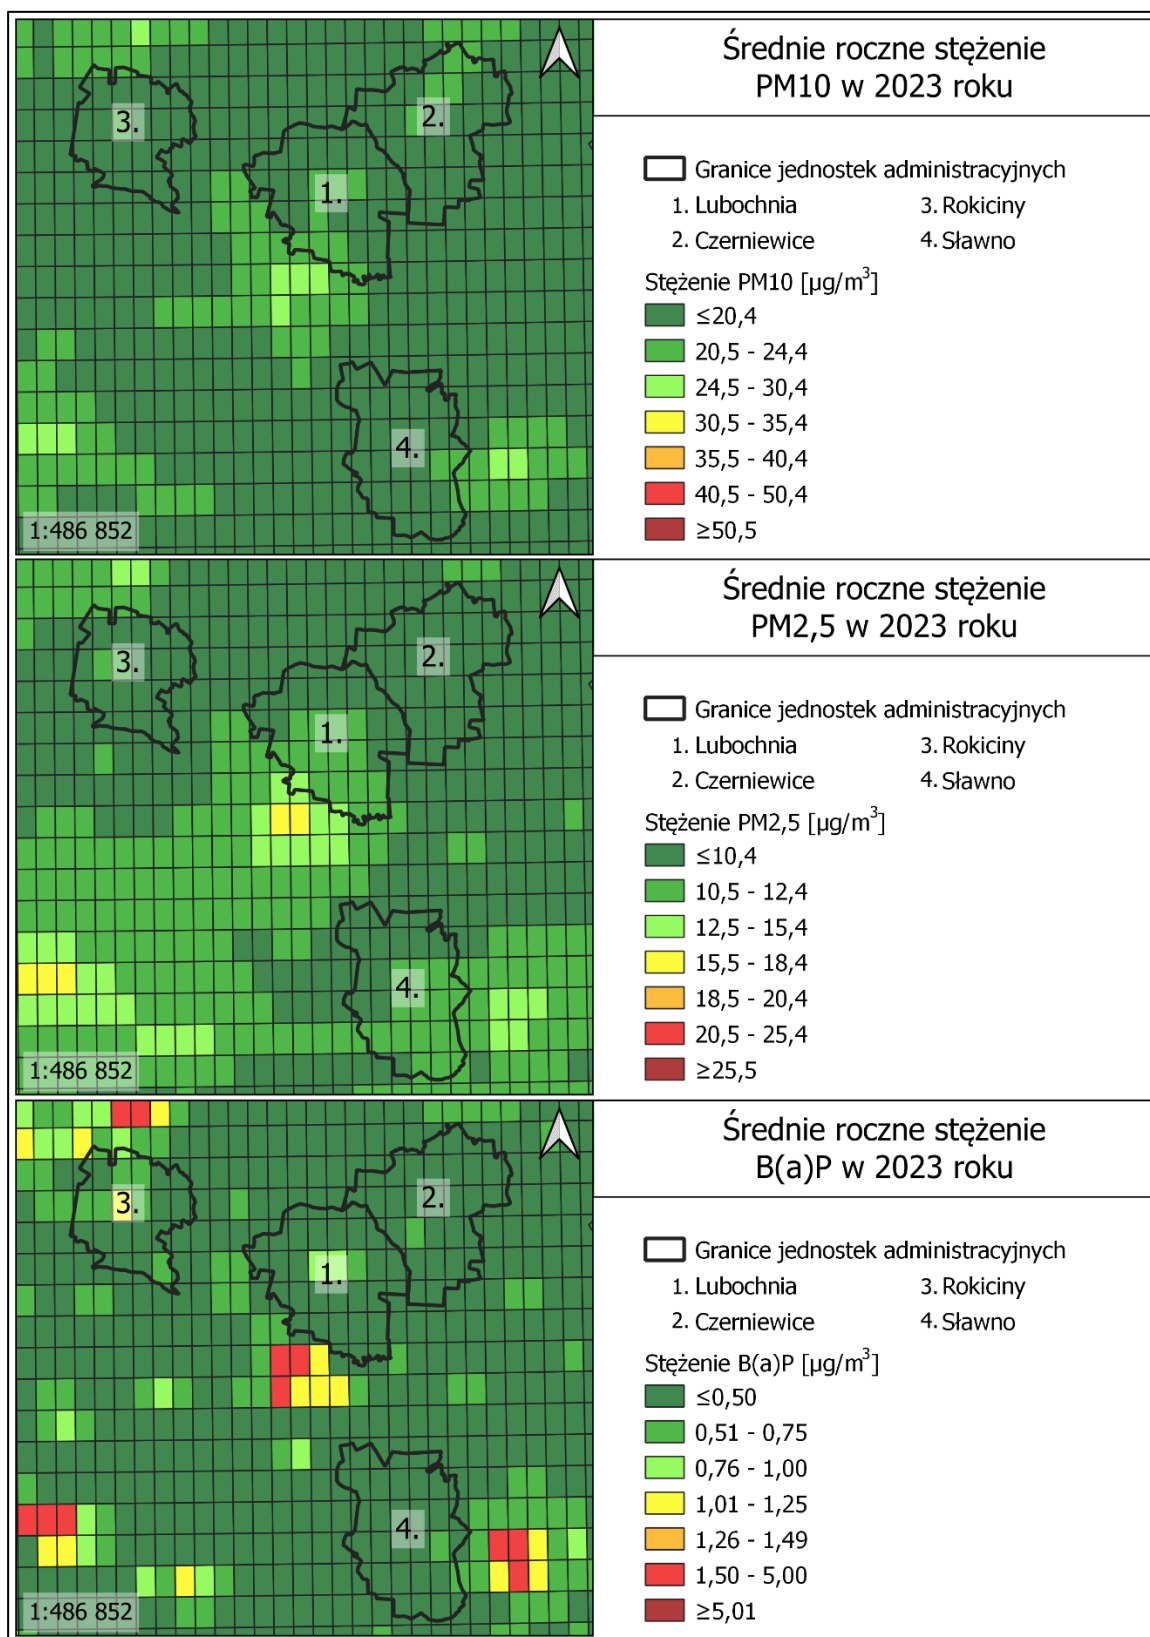 Średnie roczne stężenie
PM10 w 2023 roku
Granice jednostek administracyjnych
1. Lubochnia
3. Rokiciny
2. Czerniewice
4. Sławno
Stężenie PM10 [µg/m³]
≤20,4
20,5 - 24,4
24,5 - 30,4
30,5 - 35,4
35,5 - 40,4
40,5 - 50,4
≥50,5
3.
2.
1.
4.
1:486 852
Średnie roczne stężenie
PM2,5 w 2023 roku
Granice jednostek administracyjnych
1. Lubochnia
3. Rokiciny
2. Czerniewice
4. Sławno
Stężenie PM2,5 [µg/m³]
≤10,4
10,5 - 12,4
12,5 - 15,4
15,5 - 18,4
18,5 - 20,4
20,5 - 25,4
≥25,5
3.
2.
1.
4.
1:486 852
Średnie roczne stężenie
B(a)P w 2023 roku
Granice jednostek administracyjnych
1. Lubochnia
3. Rokiciny
2. Czerniewice
4. Sławno
Stężenie B(a)P [µg/m³]
≤0,50
0,51 - 0,75
0,76 - 1,00
1,01 - 1,25
1,26 - 1,49
1,50 - 5,00
≥5,01
3.
2.
1.
4.
1:486 852